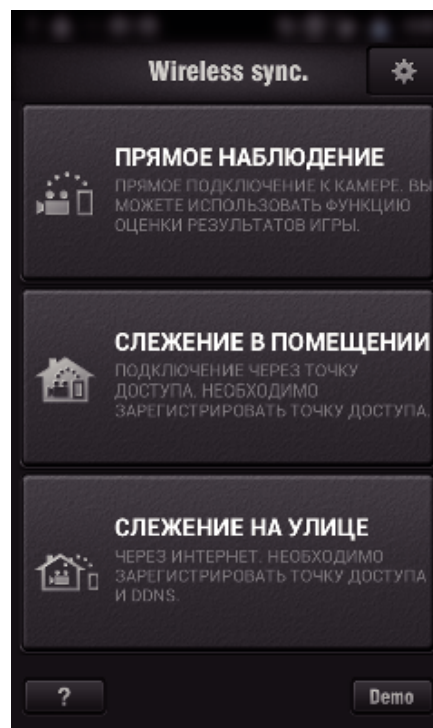 Wireless sync.
ПРЯМОЕ НАБЛЮДЕНИЕ
ПРЯМОЕ ПОДКЛЮЧЕНИЕ К КАМЕРЕ. ВЫ
МОЖЕТЕ ИСПОЛЬЗОВАТЬ ФУНКЦИЮ
ОЦЕНКИ РЕЗУЛЬТАТОВ ИГРЫ.
СЛЕЖЕНИЕ В ПОМЕЩЕНИИ
ПОДКЛЮЧЕНИЕ ЧЕРЕЗ ТОЧКУ
ДОСТУПА. НЕОБХОДИМО
ЗАРЕГИСТРИРОВАТЬ ТОЧКУ ДОСТУПА.
СЛЕЖЕНИЕ НА УЛИЦЕ
ЧЕРЕЗ ИНТЕРНЕТ. НЕОБХОДИМО
ЗАРЕГИСТРИРОВАТЬ ТОЧКУ ДОСТУПА
И DDNS.
? Demo